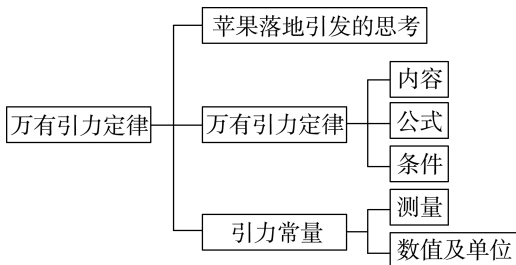 万有引力定律
苹果落地引发的思考
万有引力定律
内容
公式
条件
引力常量
测量
数值及单位